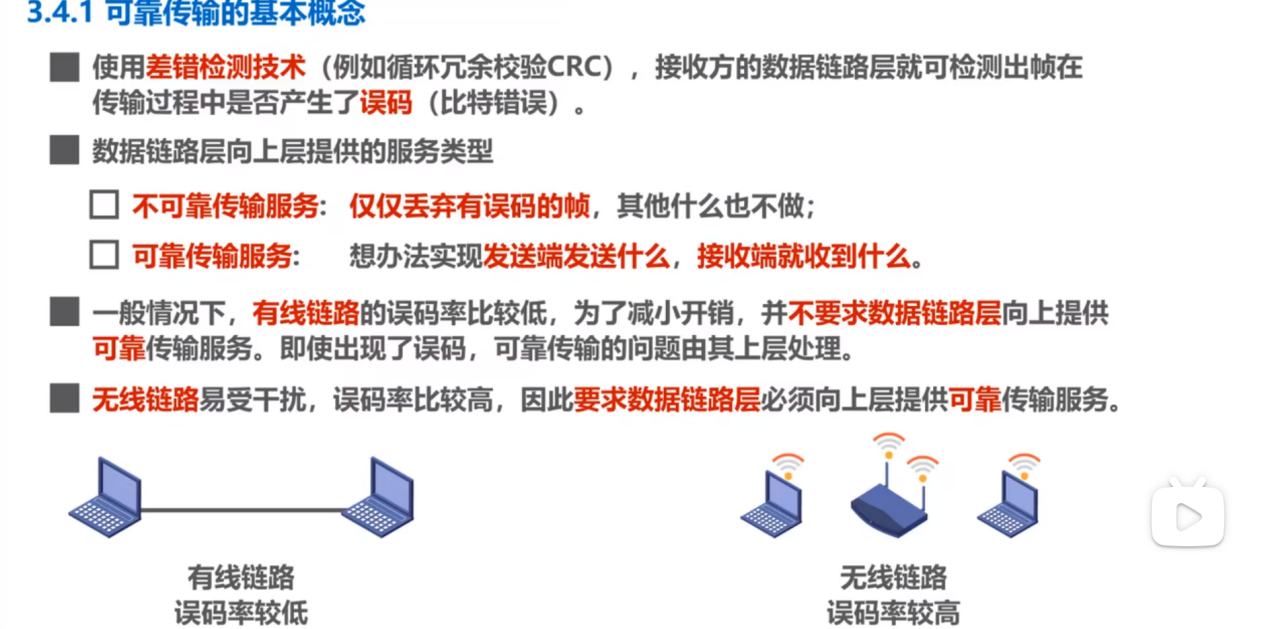 3.4.1 可靠传输的基本概念
使用差错检测技术（例如循环冗余校验CRC），接收方的数据链路层就可检测出帧在
传输过程中是否产生了误码（比特错误）。
数据链路层向上层提供的服务类型
不可靠传输服务：仅仅丢弃有误码的帧，其他什么也不做；
可靠传输服务：想办法实现发送端发送什么，接收端就收到什么。
一般情况下，有线链路的误码率比较低，为了减小开销，并不要求数据链路层向上提供
可靠传输服务。即使出现了误码，可靠传输的问题由其上层处理。
无线链路易受干扰，误码率比较高，因此要求数据链路层必须向上层提供可靠传输服务。
有线链路
误码率较低
无线链路
误码率较高